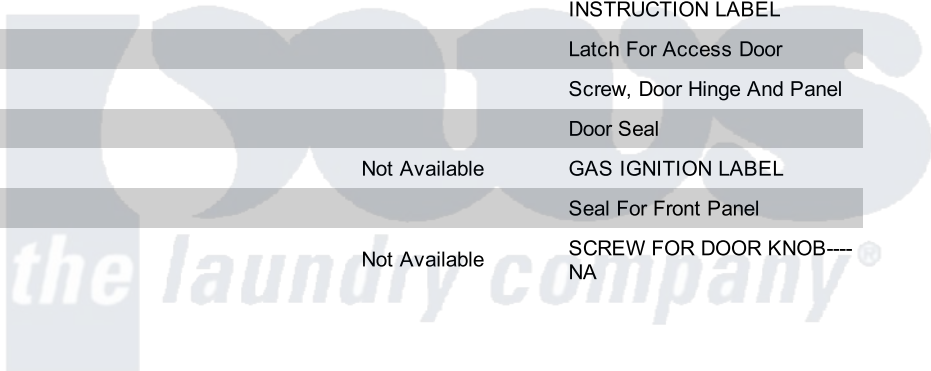 INSTRUCTION LABEL
Latch For Access Door
Screw, Door Hinge And Panel
Door Seal
Not Available GAS IGNITION LABEL
Seal For Front Panel
Not Available SCREW FOR DOOR KNOB----
NA
the laundry company®